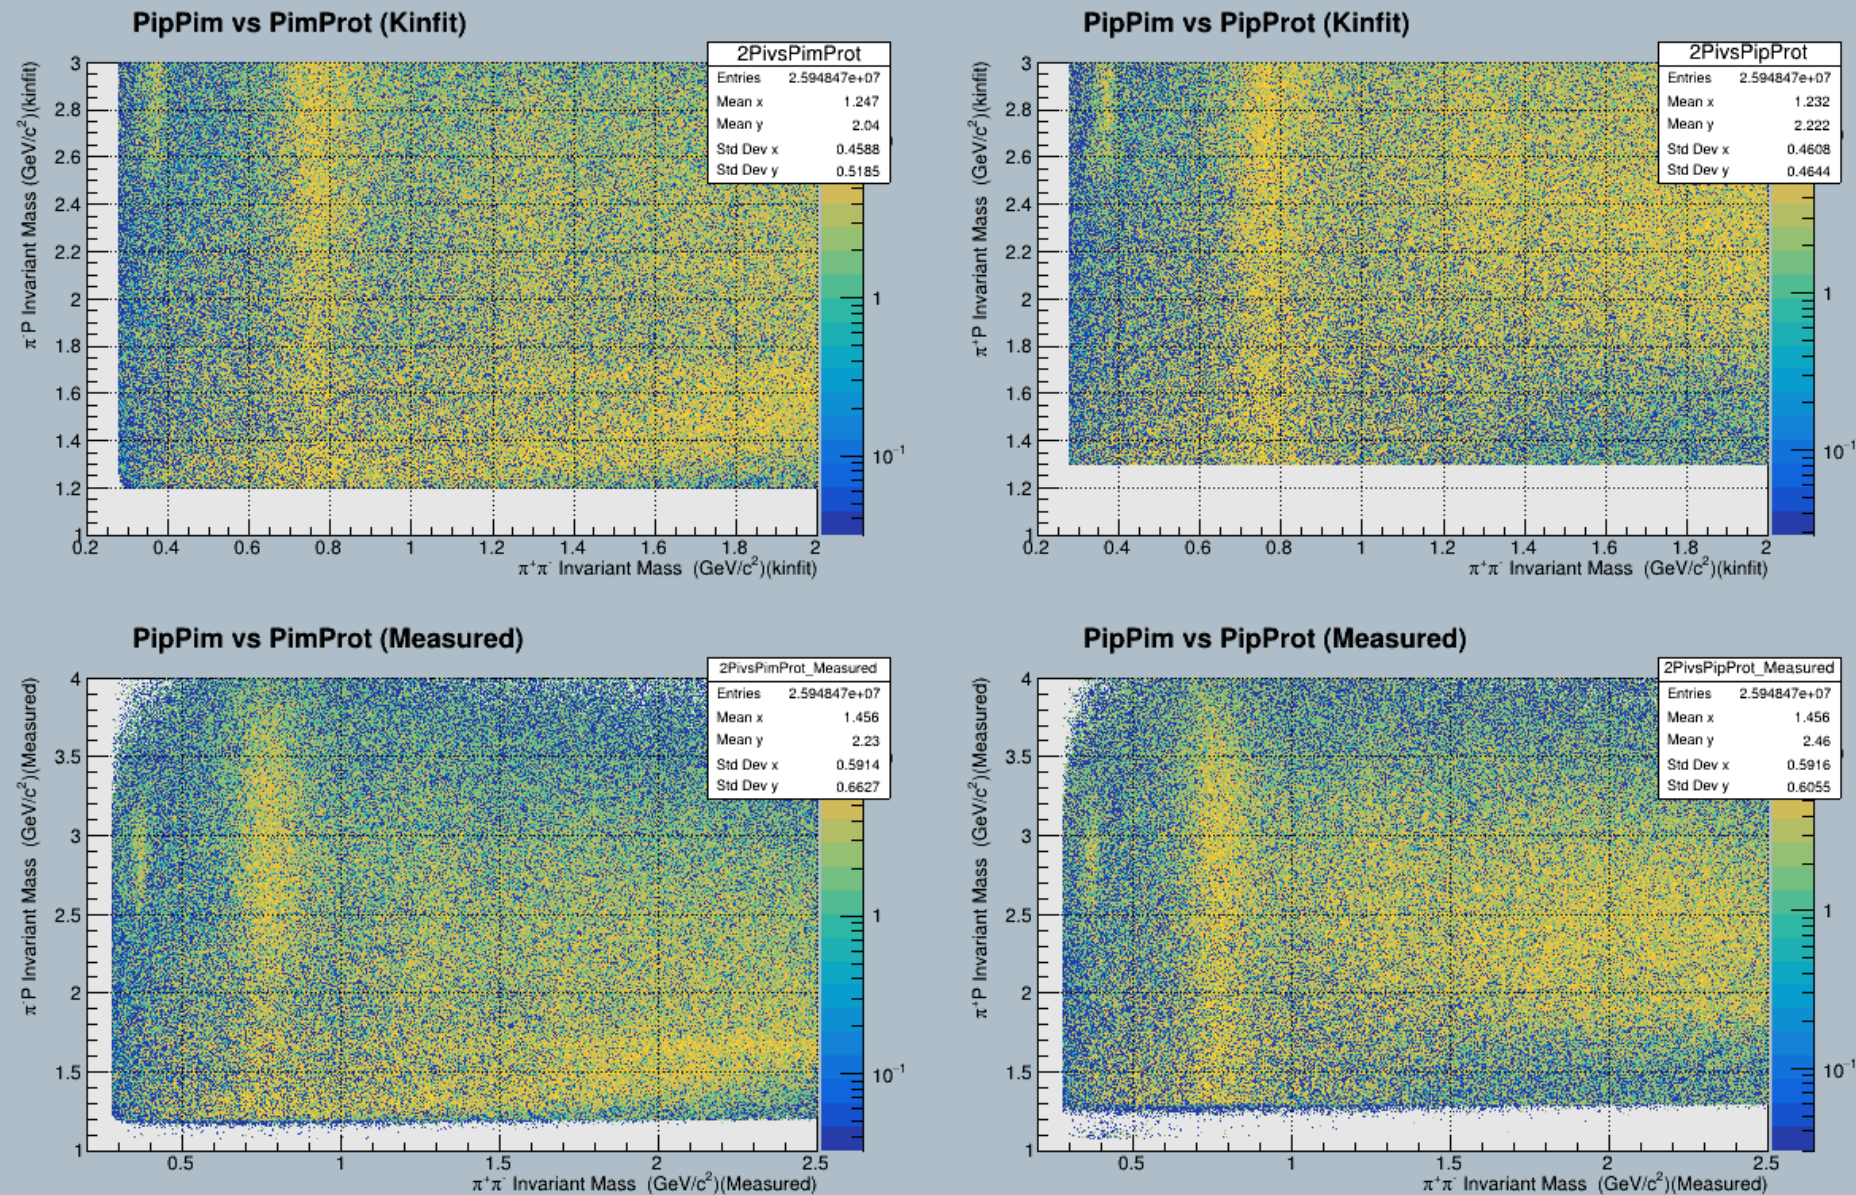 PipPim vs PimProt (Kinfit)
2PivsPimProt
Entries 2.594847e+07
Mean x 1.247
Mean y 2.04
Std Dev x 0.4588
Std Dev y 0.5185
π⁻P Invariant Mass (GeV/c²)(kinfit)
3
2.8
2.6
2.4
2.2
2
1.8
1.6
1.4
1.2
1
0.2 0.4 0.6 0.8 1 1.2 1.4 1.6 1.8 2
π⁺π⁻ Invariant Mass (GeV/c²)(kinfit)
1
10⁻¹
PipPim vs PipProt (Kinfit)
2PivsPipProt
Entries 2.594847e+07
Mean x 1.232
Mean y 2.222
Std Dev x 0.4608
Std Dev y 0.4644
π⁺P Invariant Mass (GeV/c²)(kinfit)
3
2.8
2.6
2.4
2.2
2
1.8
1.6
1.4
1.2
1
0.2 0.4 0.6 0.8 1 1.2 1.4 1.6 1.8 2
π⁺π⁻ Invariant Mass (GeV/c²)(kinfit)
1
10⁻¹
PipPim vs PimProt (Measured)
2PivsPimProt_Measured
Entries 2.594847e+07
Mean x 1.456
Mean y 2.23
Std Dev x 0.5914
Std Dev y 0.6627
π⁻P Invariant Mass (GeV/c²)(Measured)
4
3.5
3
2.5
2
1.5
1
0.5 1 1.5 2 2.5
π⁺π⁻ Invariant Mass (GeV/c²)(Measured)
1
10⁻¹
PipPim vs PipProt (Measured)
2PivsPipProt_Measured
Entries 2.594847e+07
Mean x 1.456
Mean y 2.46
Std Dev x 0.5916
Std Dev y 0.6055
π⁺P Invariant Mass (GeV/c²)(Measured)
4
3.5
3
2.5
2
1.5
1
0.5 1 1.5 2 2.5
π⁺π⁻ Invariant Mass (GeV/c²)(Measured)
1
10⁻¹